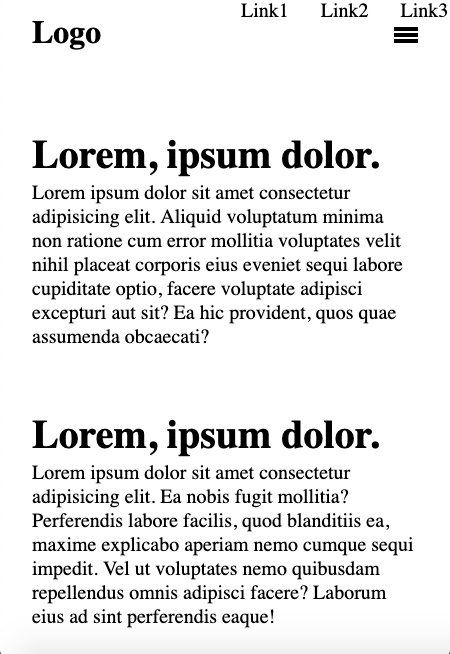 Link1 Link2 Link3
Logo
Lorem, ipsum dolor.
Lorem ipsum dolor sit amet consectetur
adipisicing elit. Aliquid voluptatum minima
non ratione cum error mollitia voluptates velit
nihil placeat corporis eius eveniet sequi labore
cupiditate optio, facere voluptate adipisci
excepturi aut sit? Ea hic provident, quos quae
assumenda obcaecati?
Lorem, ipsum dolor.
Lorem ipsum dolor sit amet consectetur
adipisicing elit. Ea nobis fugit mollitia?
Perferendis labore facilis, quod blanditiis ea,
maxime explicabo aperiam nemo cumque sequi
impedit. Vel ut voluptates nemo quibusdam
repellendus omnis adipisci facere? Laborum
eius ad sint perferendis eaque!